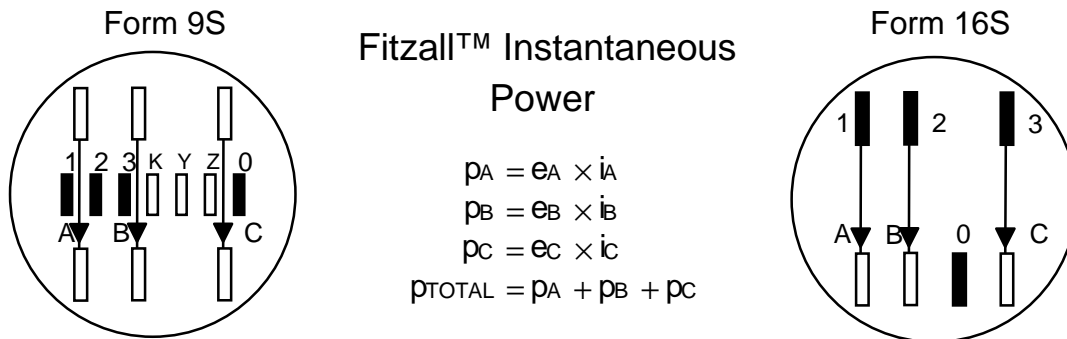 Form 9S
1 2 3 K Y Z 0
A B C
Fitzall™ Instantaneous
Power
pA = eA × iA
pB = eB × iB
pC = eC × iC
pTOTAL = pA + pB + pC
Form 16S
1 2 3
A B 0 C